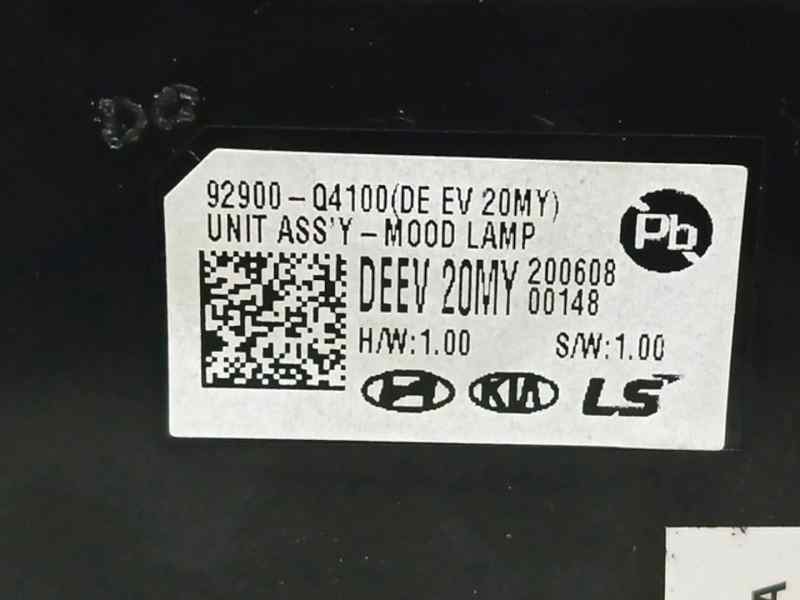 92900-Q4100(DE EV 20MY)
UNIT ASS'Y-MOOD LAMP
Pb
DEEV 20MY 200608
00148
H/W:1.00 S/W:1.00
H KIA LS
A